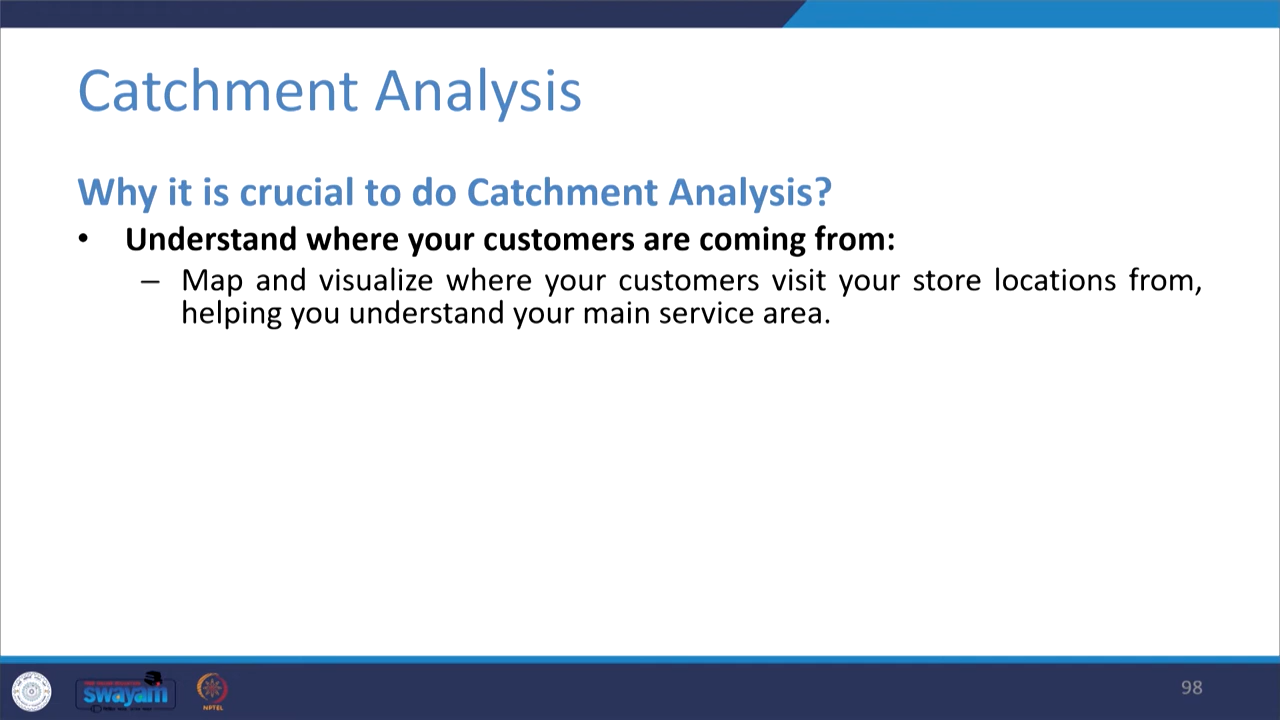 Catchment Analysis
Why it is crucial to do Catchment Analysis?
• Understand where your customers are coming from:
– Map and visualize where your customers visit your store locations from,
helping you understand your main service area.
swayam
NPTEL
98